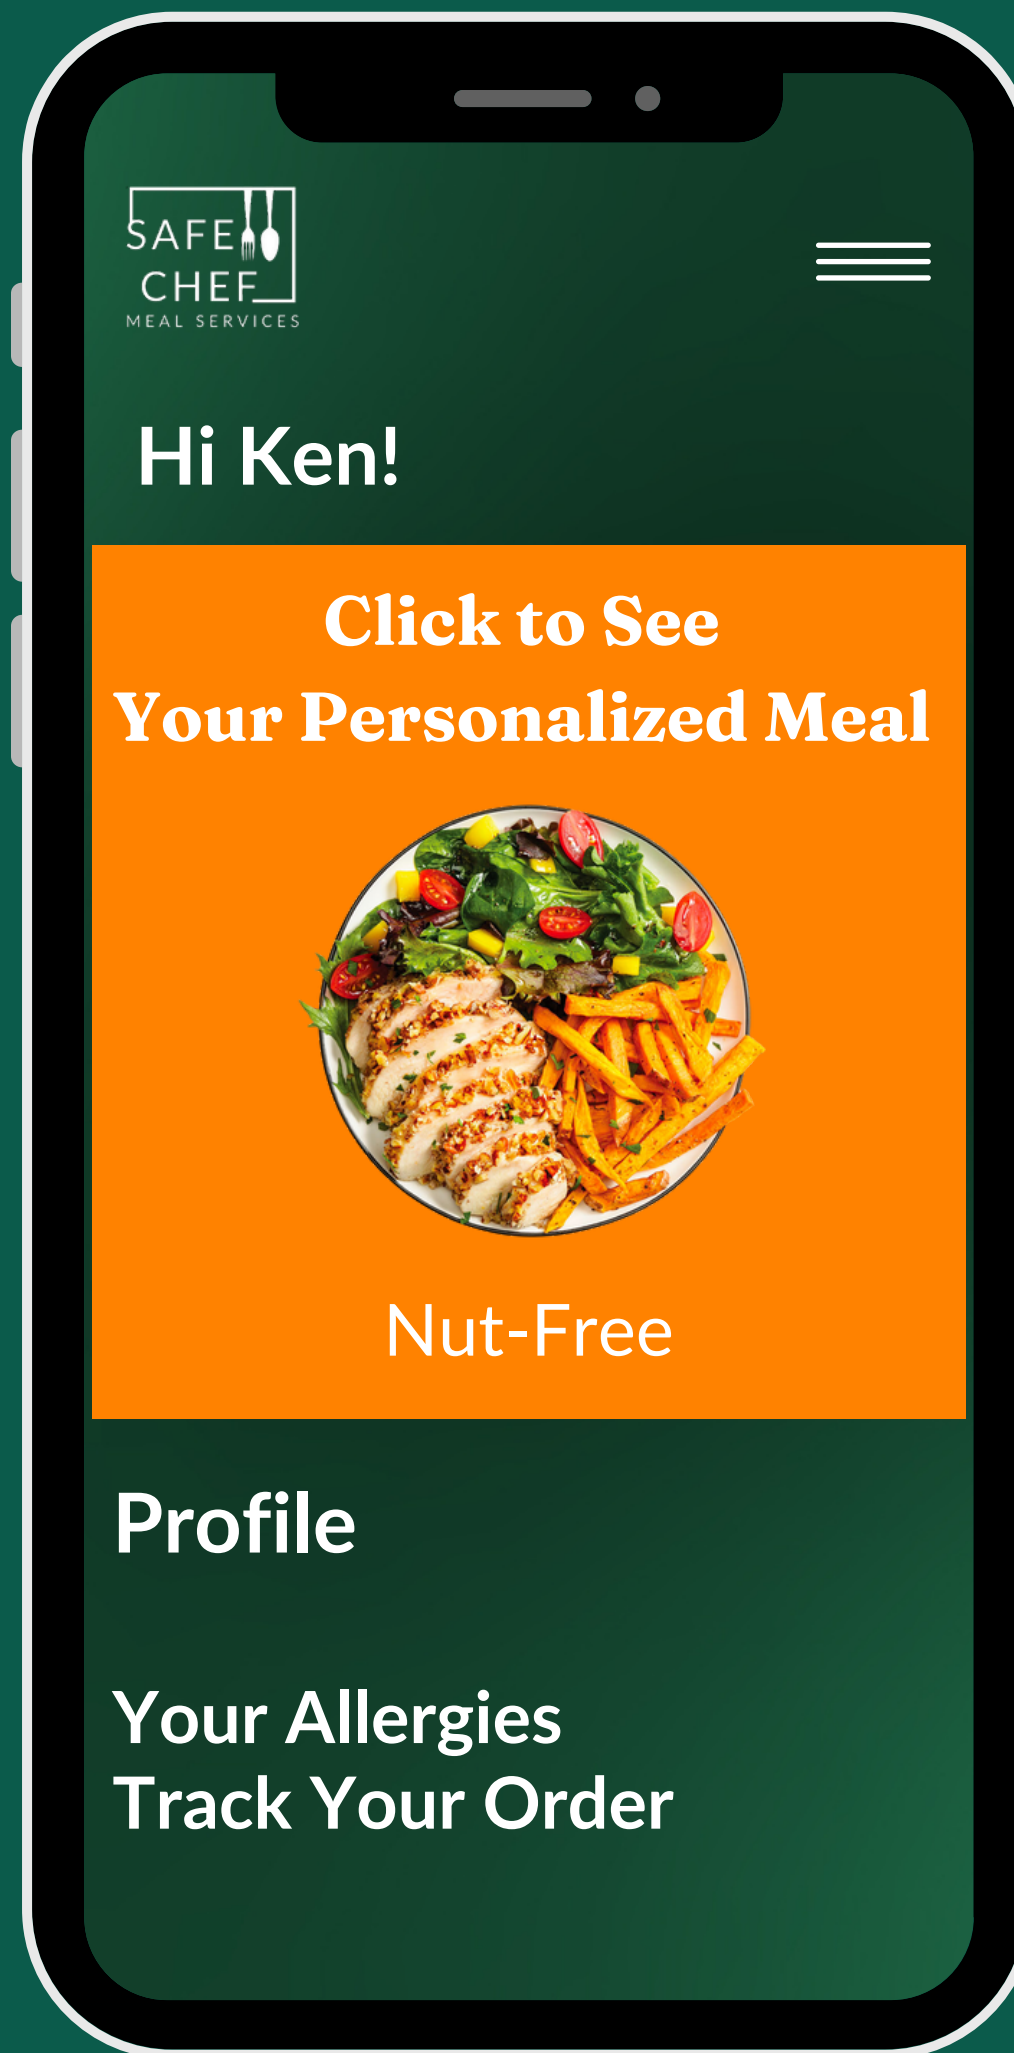 SAFE
CHEF
MEAL SERVICES
Hi Ken!
Click to See
Your Personalized Meal
Nut-Free
Profile
Your Allergies
Track Your Order